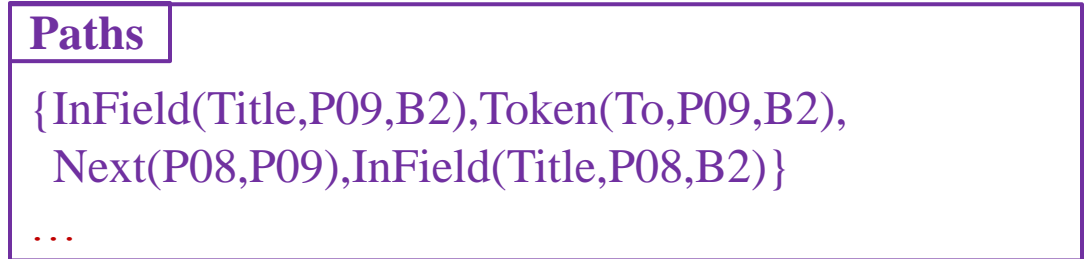 Paths
{InField(Title,P09,B2),Token(To,P09,B2),
Next(P08,P09),InField(Title,P08,B2)}
...